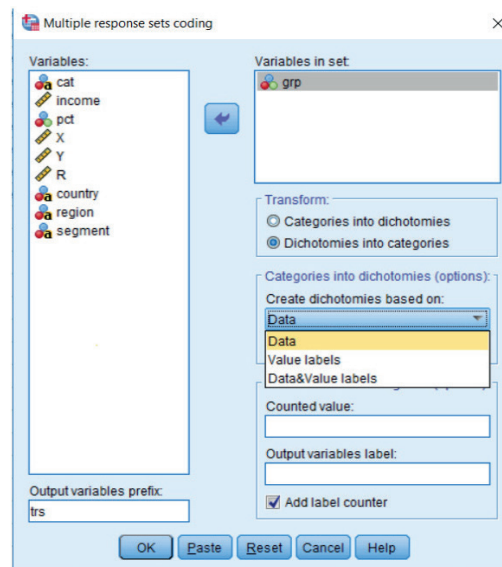 Multiple response sets coding
Variables:
cat
income
pct
X
Y
R
country
region
segment
Output variables prefix:
trs
Variables in set:
grp
Transform:
Categories into dichotomies
Dichotomies into categories
Categories into dichotomies (options):
Create dichotomies based on:
Data
Data
Value labels
Data&Value labels
Counted value:
Output variables label:
Add label counter
OK Paste Reset Cancel Help